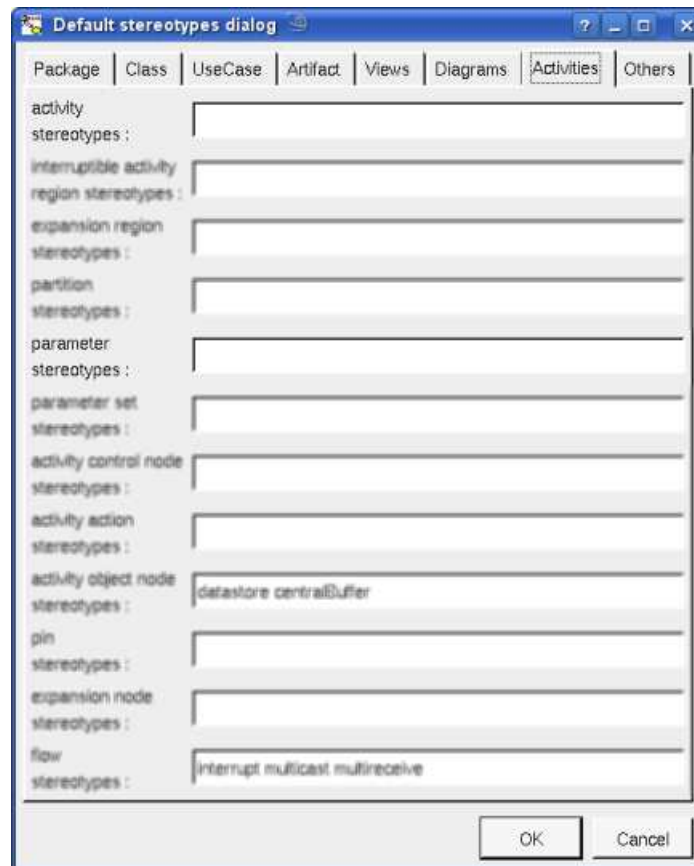 Default stereotypes dialog
Package Class UseCase Artifact Views Diagrams Activities Others
activity
stereotypes :
interruptible activity
region stereotypes :
expansion region
stereotypes :
partition
stereotypes :
parameter
stereotypes :
parameter set
stereotypes :
activity control node
stereotypes :
activity action
stereotypes :
activity object node
stereotypes :
datastore centralBuffer
pin
stereotypes :
expansion node
stereotypes :
flow
stereotypes :
interrupt multicast multireceive
OK Cancel